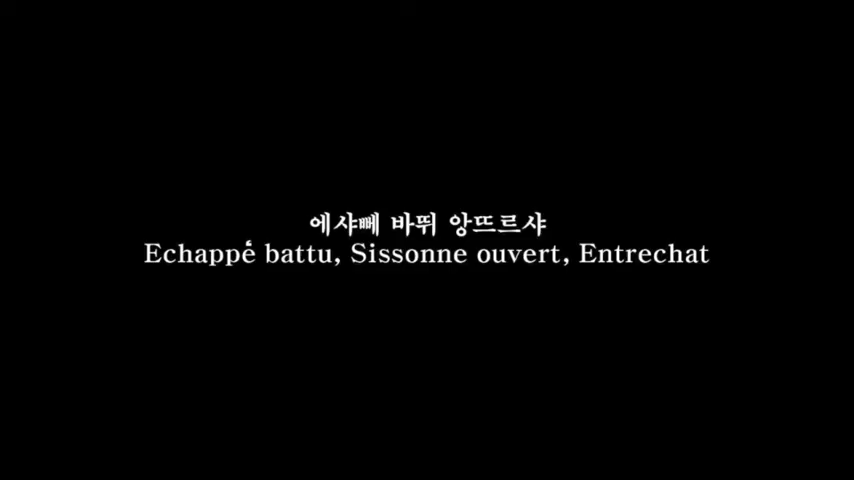 에샤뻬 바뛰 앙뜨르샤
Echappé battu, Sissonne ouvert, Entrechat